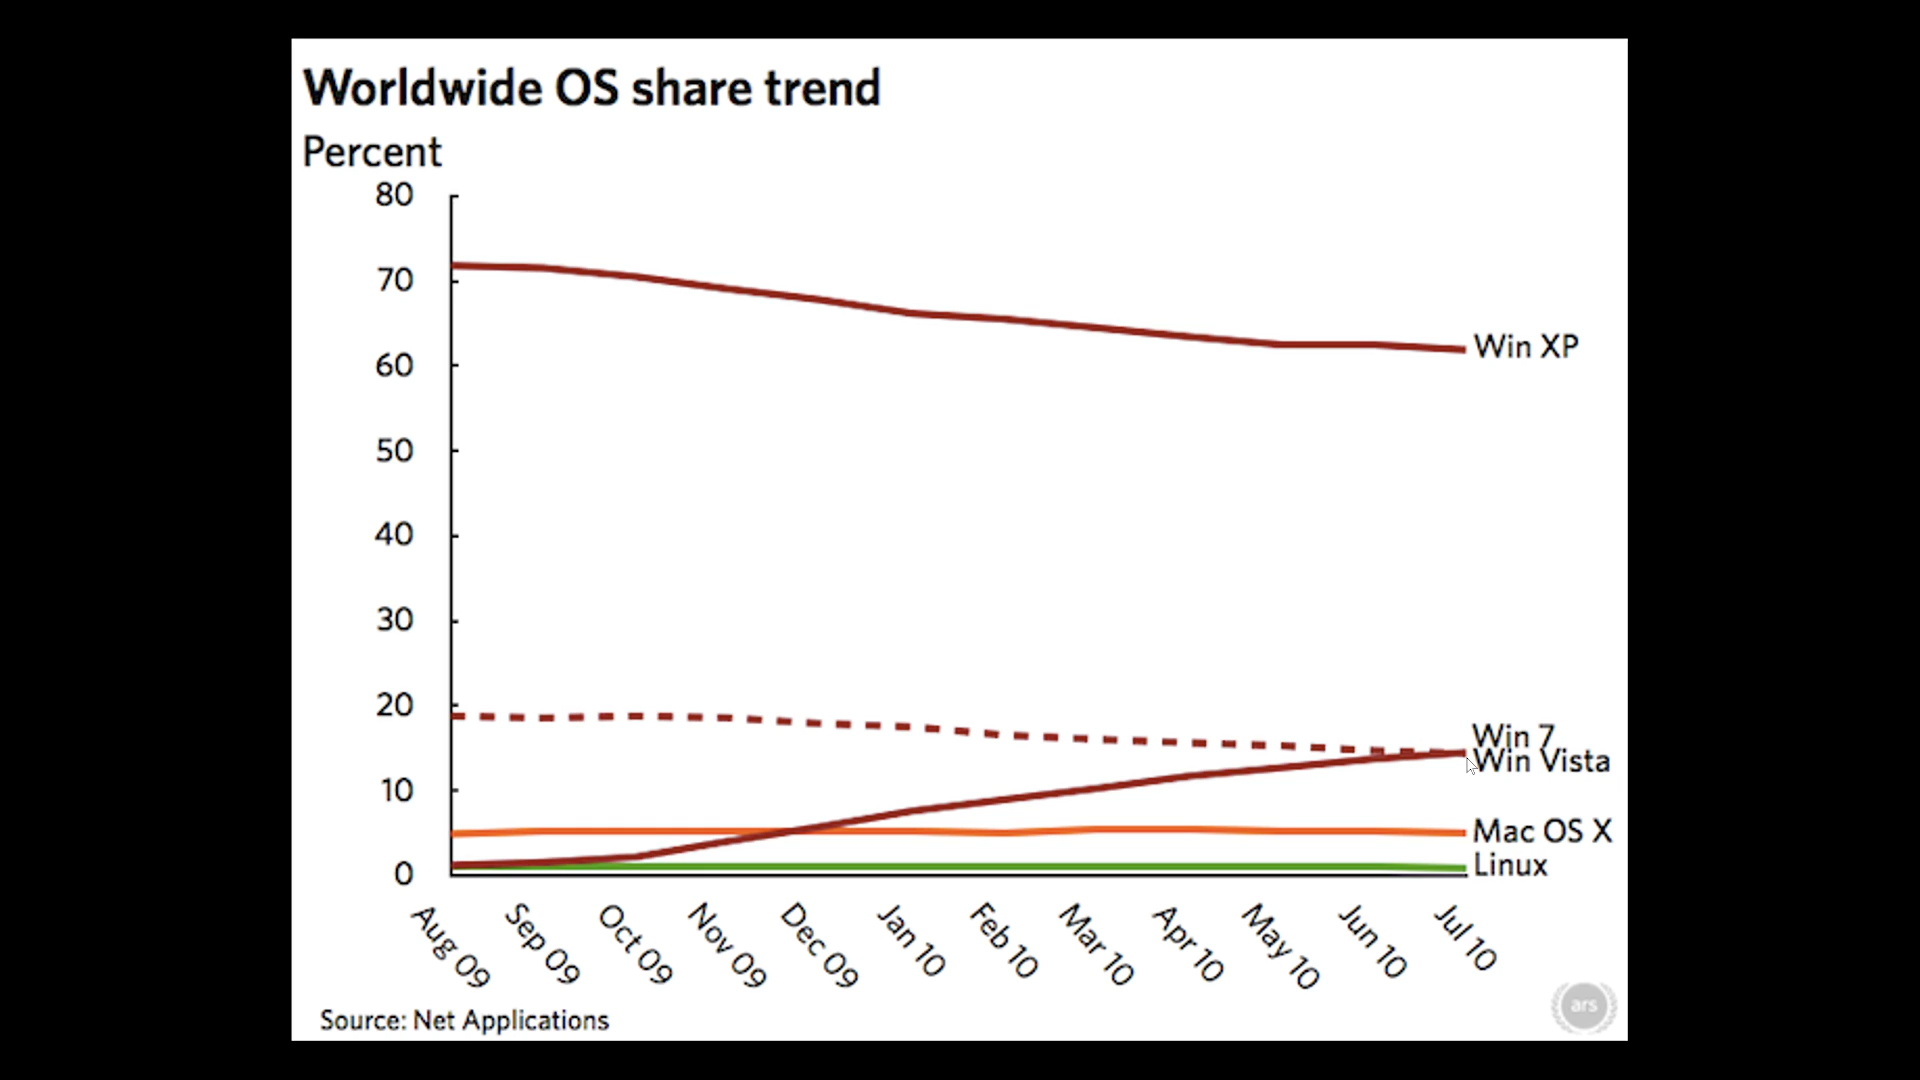 Worldwide OS share trend
Percent
80
70
60
50
40
30
20
10
0
Win XP
Win 7
Win Vista
Mac OS X
Linux
Aug 09
Sep 09
Oct 09
Nov 09
Dec 09
Jan 10
Feb 10
Mar 10
Apr 10
May 10
Jun 10
Jul 10
Source: Net Applications
ars